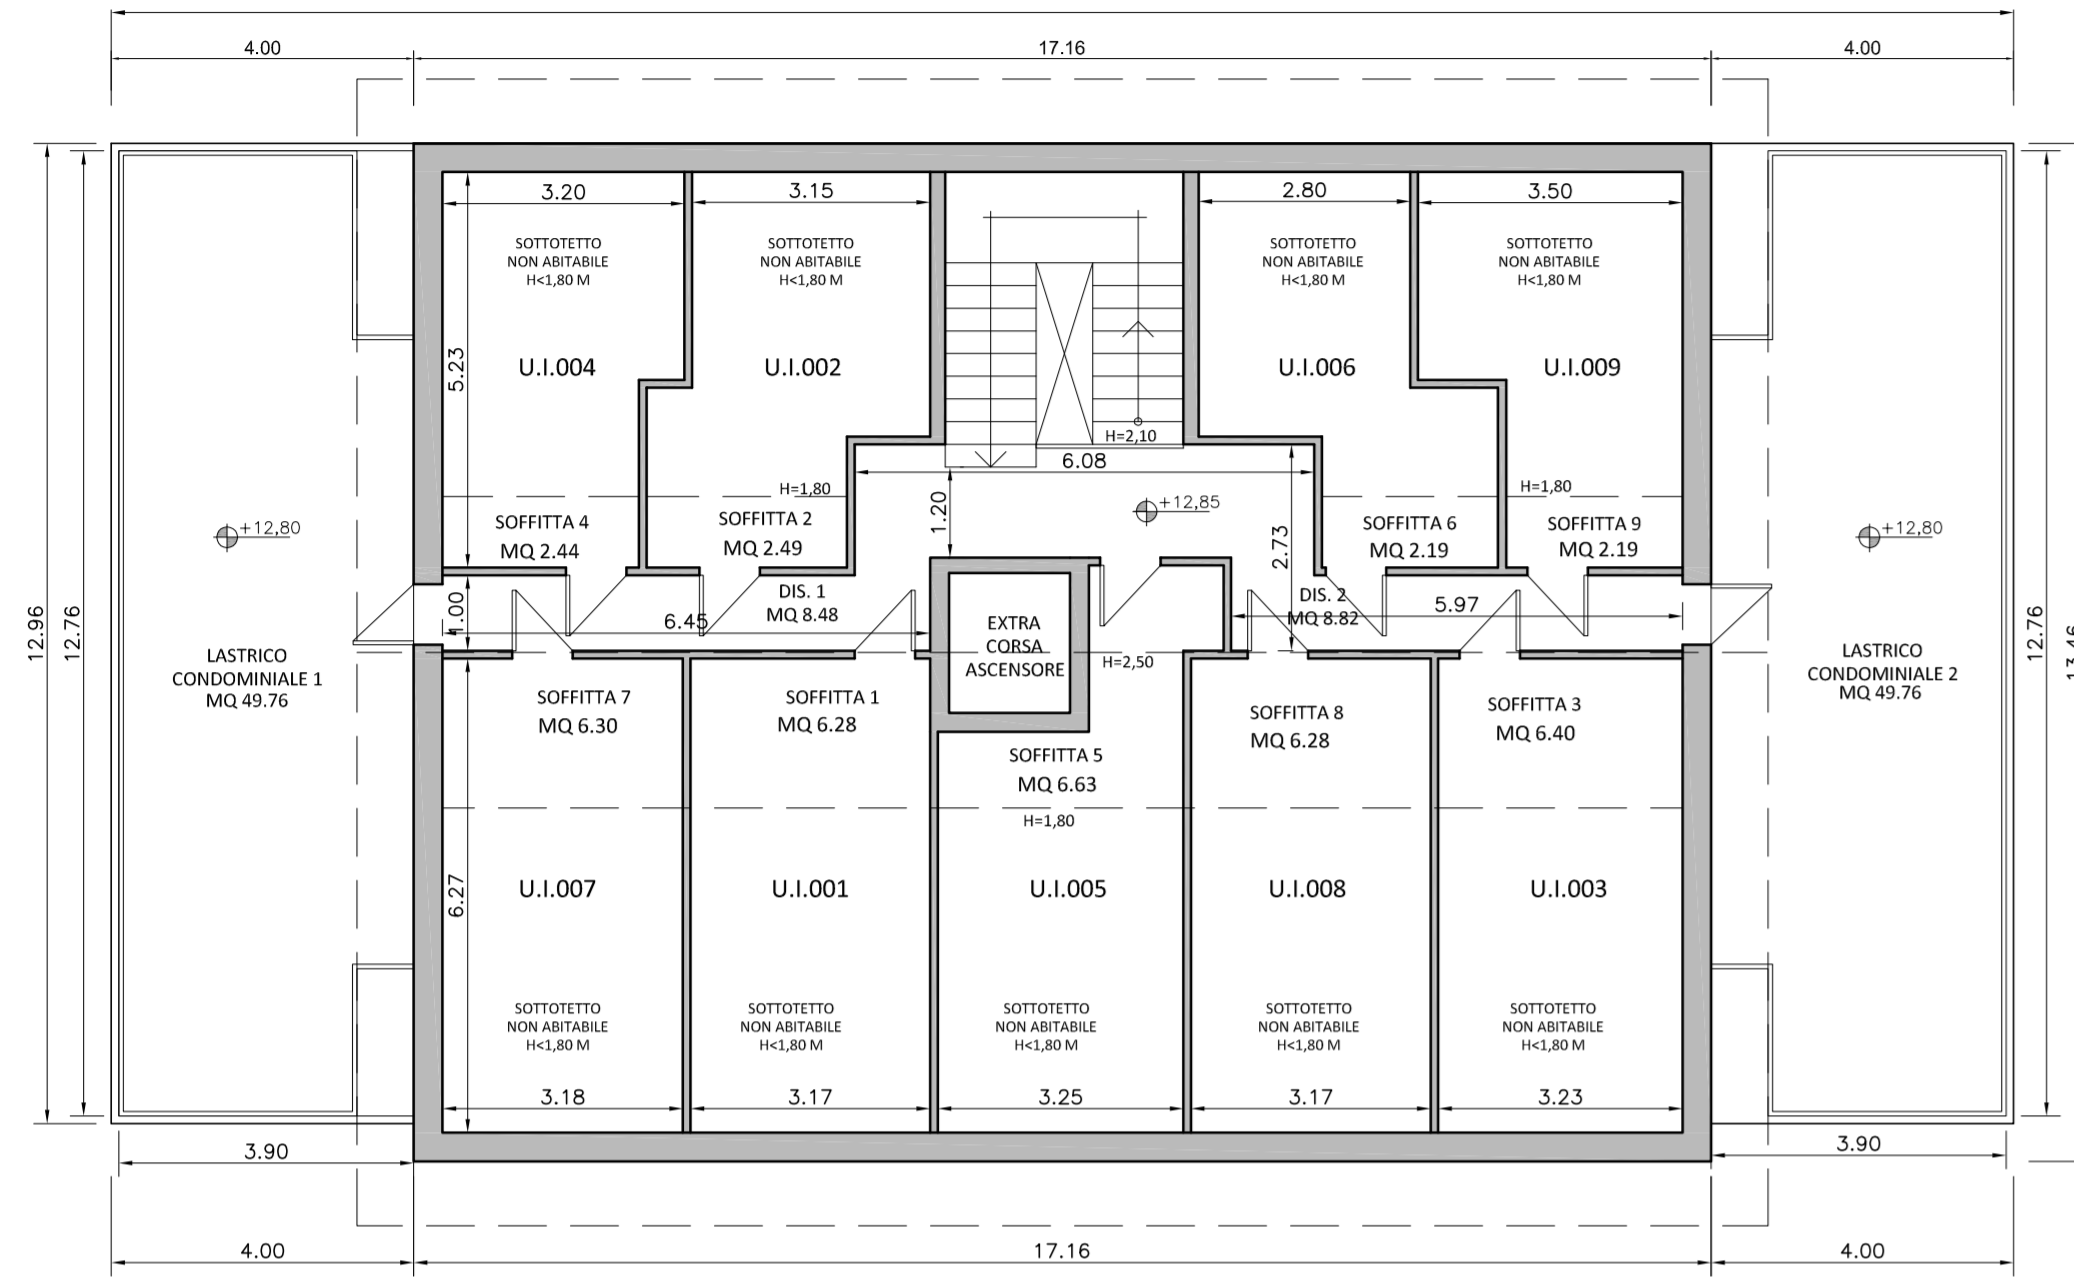 4.00
17.16
4.00
3.20
3.15
2.80
3.50
SOTTOTETTO
NON ABITABILE
H<1,80 M
SOTTOTETTO
NON ABITABILE
H<1,80 M
SOTTOTETTO
NON ABITABILE
H<1,80 M
SOTTOTETTO
NON ABITABILE
H<1,80 M
5.23
U.I.004
U.I.002
U.I.006
U.I.009
H=2,10
6.08
H=1,80
H=1,80
1.20
+12,85
2.73
+12,80
+12,80
SOFFITTA 4
MQ 2.44
SOFFITTA 2
MQ 2.49
SOFFITTA 6
MQ 2.19
SOFFITTA 9
MQ 2.19
1.00
DIS. 1
MQ 8.48
6.45
DIS. 2
MQ 8.82
5.97
EXTRA
CORSA
ASCENSORE
H=2,50
12.96
12.76
LASTRICO
CONDOMINIALE 1
MQ 49.76
LASTRICO
CONDOMINIALE 2
MQ 49.76
12.76
13.46
SOFFITTA 7
MQ 6.30
SOFFITTA 1
MQ 6.28
SOFFITTA 5
MQ 6.63
SOFFITTA 8
MQ 6.28
SOFFITTA 3
MQ 6.40
H=1,80
6.27
U.I.007
U.I.001
U.I.005
U.I.008
U.I.003
SOTTOTETTO
NON ABITABILE
H<1,80 M
SOTTOTETTO
NON ABITABILE
H<1,80 M
SOTTOTETTO
NON ABITABILE
H<1,80 M
SOTTOTETTO
NON ABITABILE
H<1,80 M
SOTTOTETTO
NON ABITABILE
H<1,80 M
3.18
3.17
3.25
3.17
3.23
3.90
3.90
4.00
17.16
4.00